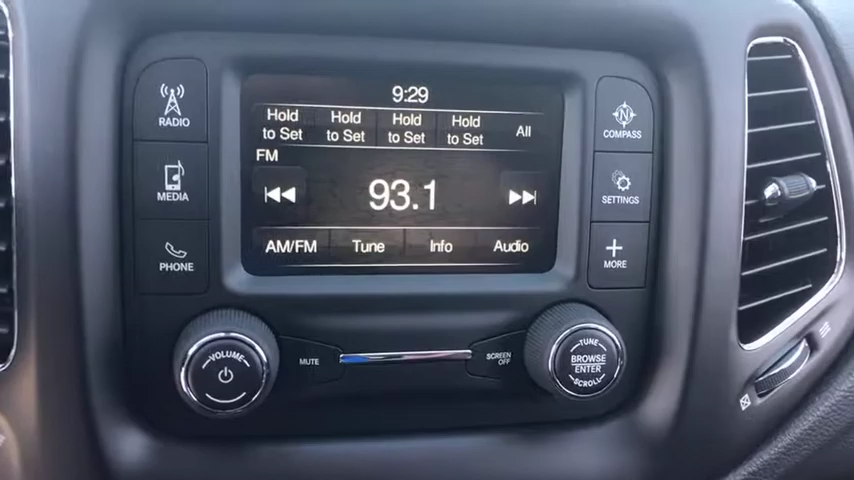 9:29
Hold to Set
Hold to Set
Hold to Set
Hold to Set
All
FM
93.1
AM/FM
Tune
Info
Audio
RADIO
MEDIA
PHONE
N
COMPASS
SETTINGS
MORE
VOLUME
MUTE
SCREEN OFF
TUNE
BROWSE
ENTER
SCROLL